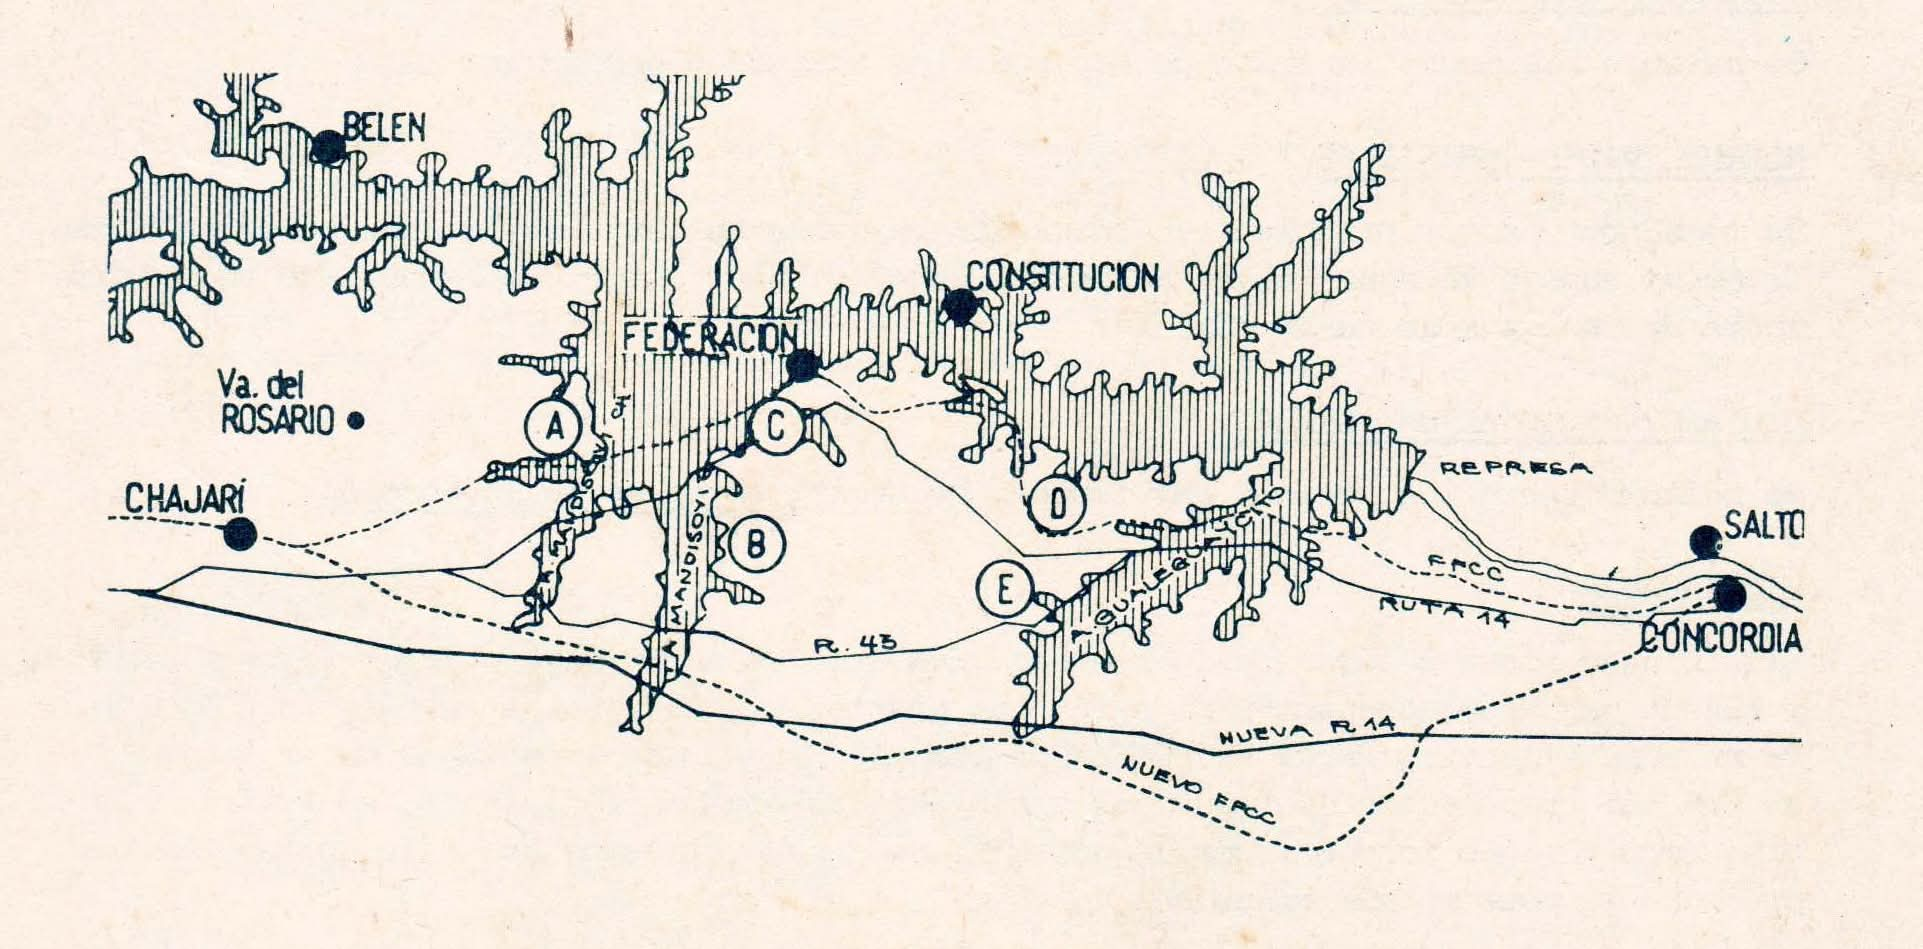 BELEN
CONSTITUCION
FEDERACION
Va. del
ROSARIO
A
C
CHAJARÍ
REPRESA
D
SALTO
B
A. MANDISOVI
FFCC
E
A. GUALEGUAYCITO
RUTA 14
CONCORDIA
R. 43
NUEVA R 14
NUEVO FFCC